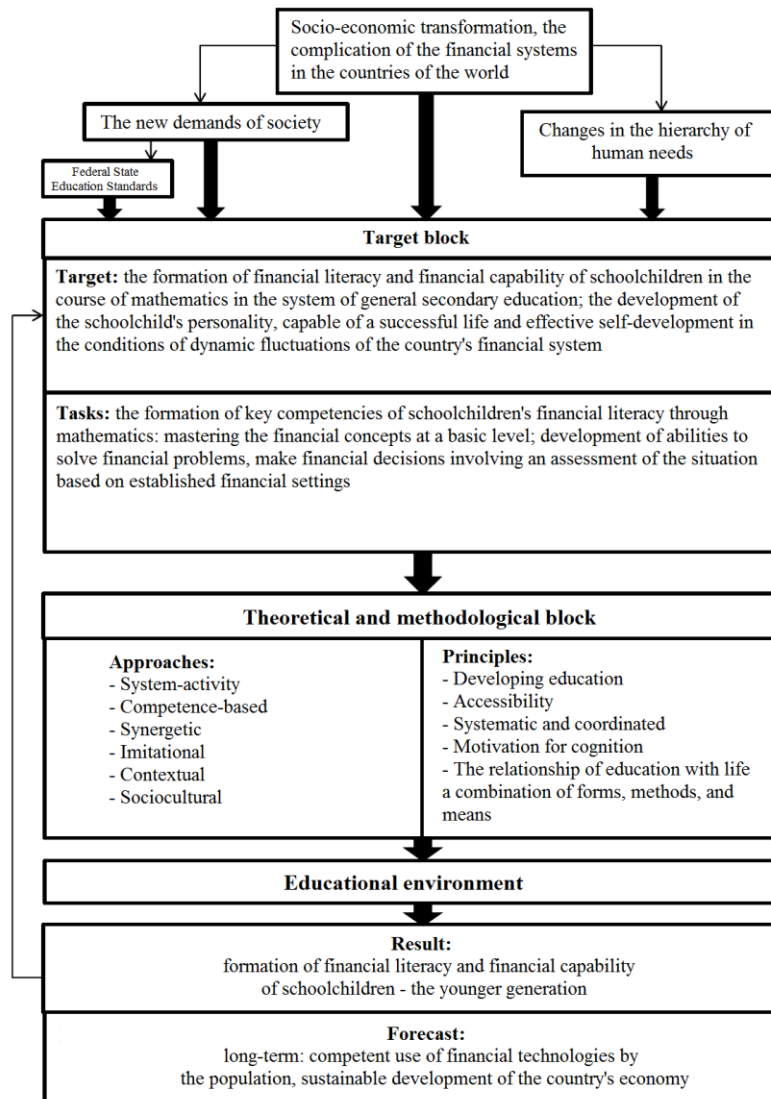 Socio-economic transformation, the
complication of the financial systems
in the countries of the world
The new demands of society
Changes in the hierarchy of
human needs
Federal State
Education Standards
Target block
Target: the formation of financial literacy and financial capability of schoolchildren in the
course of mathematics in the system of general secondary education; the development of
the schoolchild's personality, capable of a successful life and effective self-development in
the conditions of dynamic fluctuations of the country's financial system
Tasks: the formation of key competencies of schoolchildren's financial literacy through
mathematics: mastering the financial concepts at a basic level; development of abilities to
solve financial problems, make financial decisions involving an assessment of the situation
based on established financial settings
Theoretical and methodological block
Approaches:
- System-activity
- Competence-based
- Synergetic
- Imitational
- Contextual
- Sociocultural
Principles:
- Developing education
- Accessibility
- Systematic and coordinated
- Motivation for cognition
- The relationship of education with life
a combination of forms, methods, and
means
Educational environment
Result:
formation of financial literacy and financial capability
of schoolchildren - the younger generation
Forecast:
long-term: competent use of financial technologies by
the population, sustainable development of the country's economy